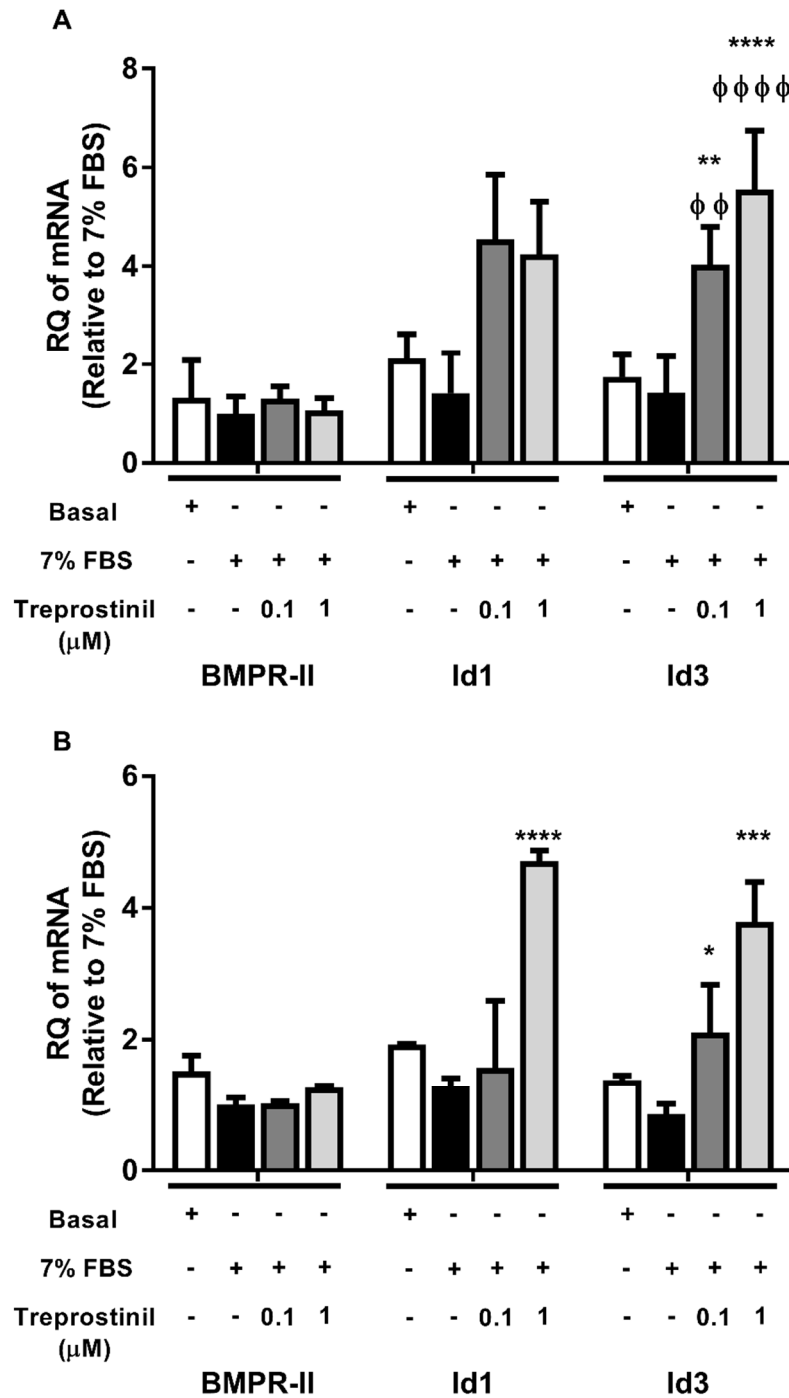 A
****
8
ϕϕϕϕ
6
**
ϕϕ
4
2
0
RQ of mRNA
(Relative to 7% FBS)
Basal + - - - + - - - + - - -
7% FBS - + + + - + + + - + + +
Treprostinil - - 0.1 1 - - 0.1 1 - - 0.1 1
(μM)
BMPR-II Id1 Id3
B
6
**** ***
4
*
2
0
RQ of mRNA
(Relative to 7% FBS)
Basal + - - - + - - - + - - -
7% FBS - + + + - + + + - + + +
Treprostinil - - 0.1 1 - - 0.1 1 - - 0.1 1
(μM)
BMPR-II Id1 Id3